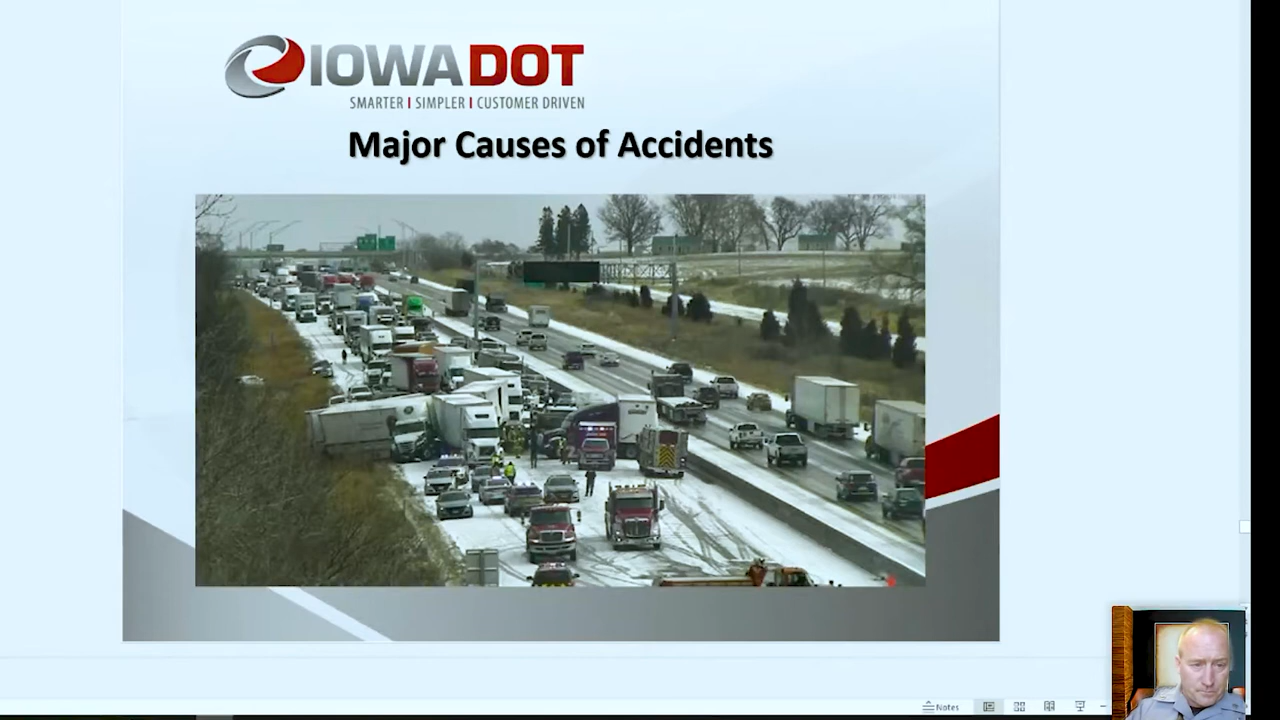 IOWADOT
SMARTER | SIMPLER | CUSTOMER DRIVEN
Major Causes of Accidents
Notes